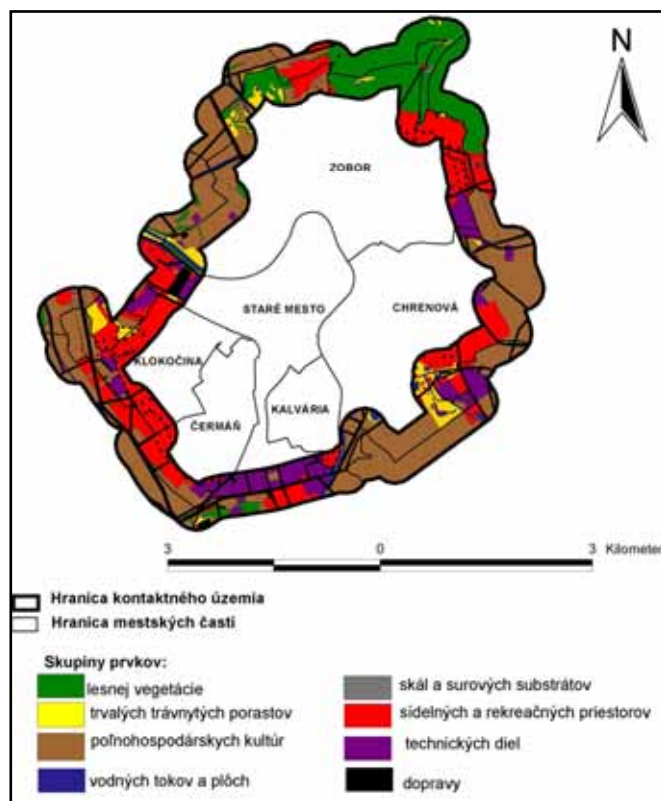 N
ZOBOR
STARÉ MESTO
CHRENOVÁ
KLOKOČINA
ČERMÁŇ
KALVÁRIA
3 0 3 Kilometer
Hranica kontaktného územia
Hranica mestských častí
Skupiny prvkov:
lesnej vegetácie
trvalých trávnytých porastov
poľnohospodárskych kultúr
vodných tokov a plôch
skál a surových substrátov
sídelných a rekreačných priestorov
technických diel
dopravy